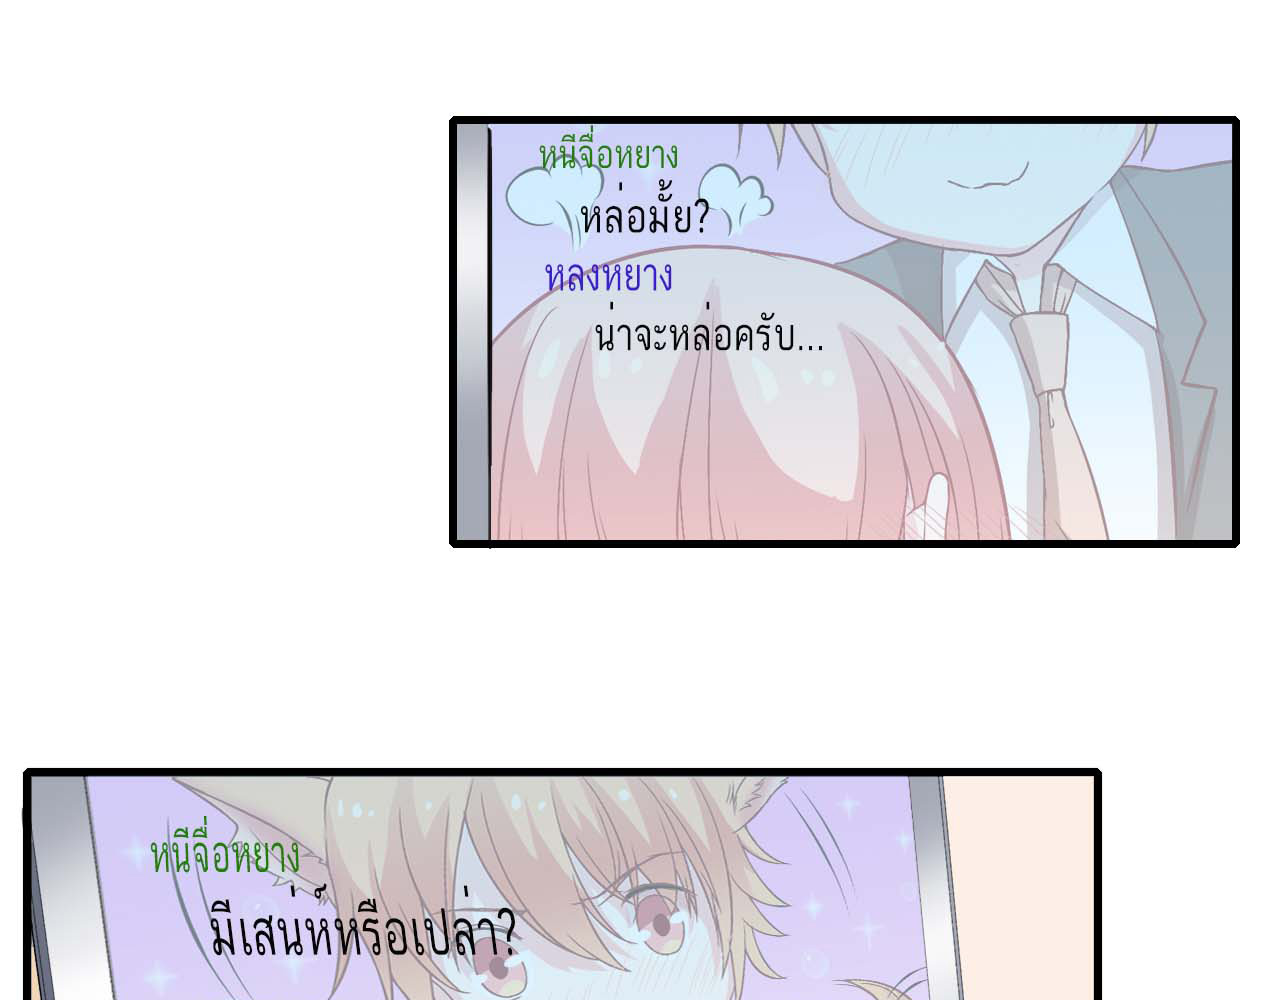 หนีจื่อหยาง
หล่อมั้ย?
หลงหยาง
น่าจะหล่อครับ...
หนีจื่อหยาง
มีเสน่ห์หรือเปล่า?